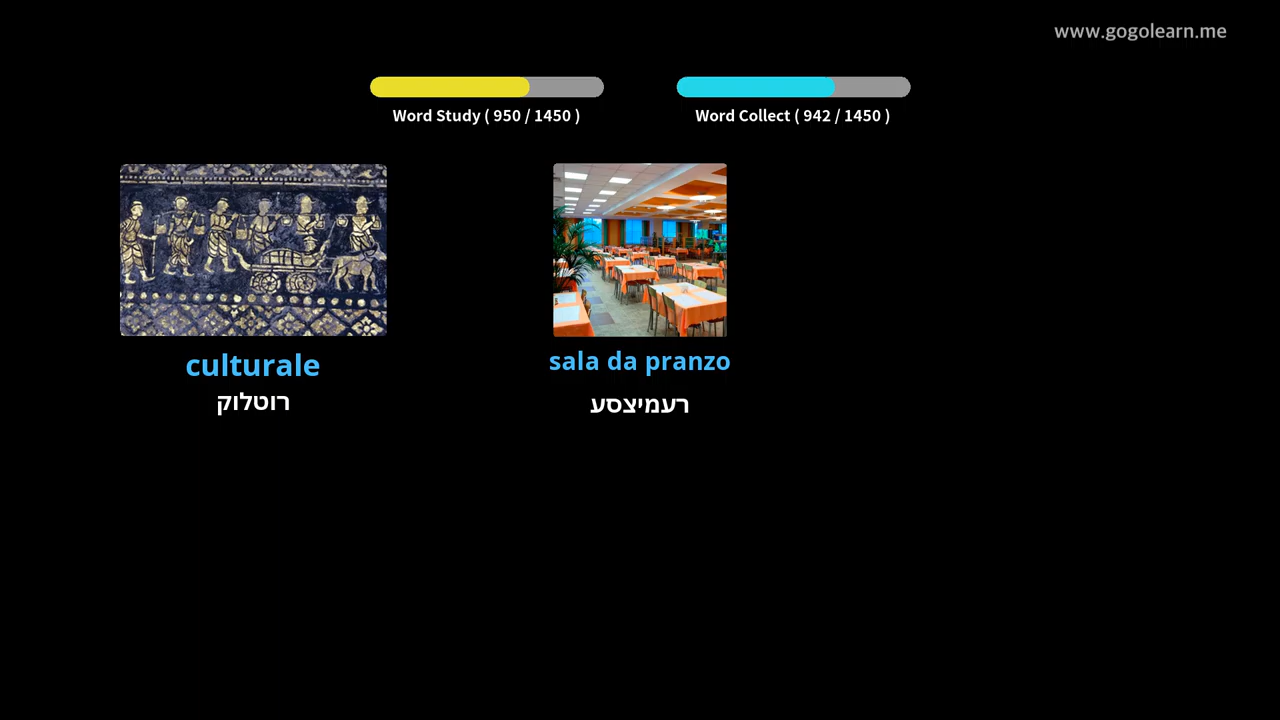 www.gogolearn.me
Word Study ( 950 / 1450 )
Word Collect ( 942 / 1450 )
culturale
רוטלוק
sala da pranzo
רעמיצסע